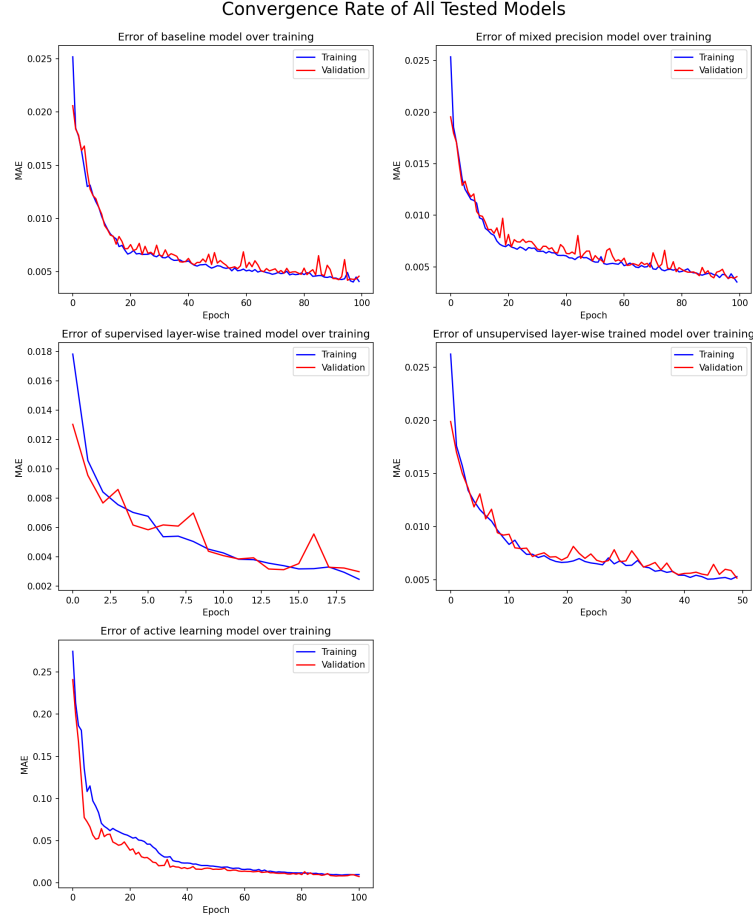 Convergence Rate of All Tested Models
Error of baseline model over training
MAE
0.025
0.020
0.015
0.010
0.005
0 20 40 60 80 100
Epoch
Training
Validation
Error of mixed precision model over training
MAE
0.025
0.020
0.015
0.010
0.005
0 20 40 60 80 100
Epoch
Training
Validation
Error of supervised layer-wise trained model over training
MAE
0.018
0.016
0.014
0.012
0.010
0.008
0.006
0.004
0.002
0.0 2.5 5.0 7.5 10.0 12.5 15.0 17.5
Epoch
Training
Validation
Error of unsupervised layer-wise trained model over training
MAE
0.025
0.020
0.015
0.010
0.005
0 10 20 30 40 50
Epoch
Training
Validation
Error of active learning model over training
MAE
0.25
0.20
0.15
0.10
0.05
0.00
0 20 40 60 80 100
Epoch
Training
Validation